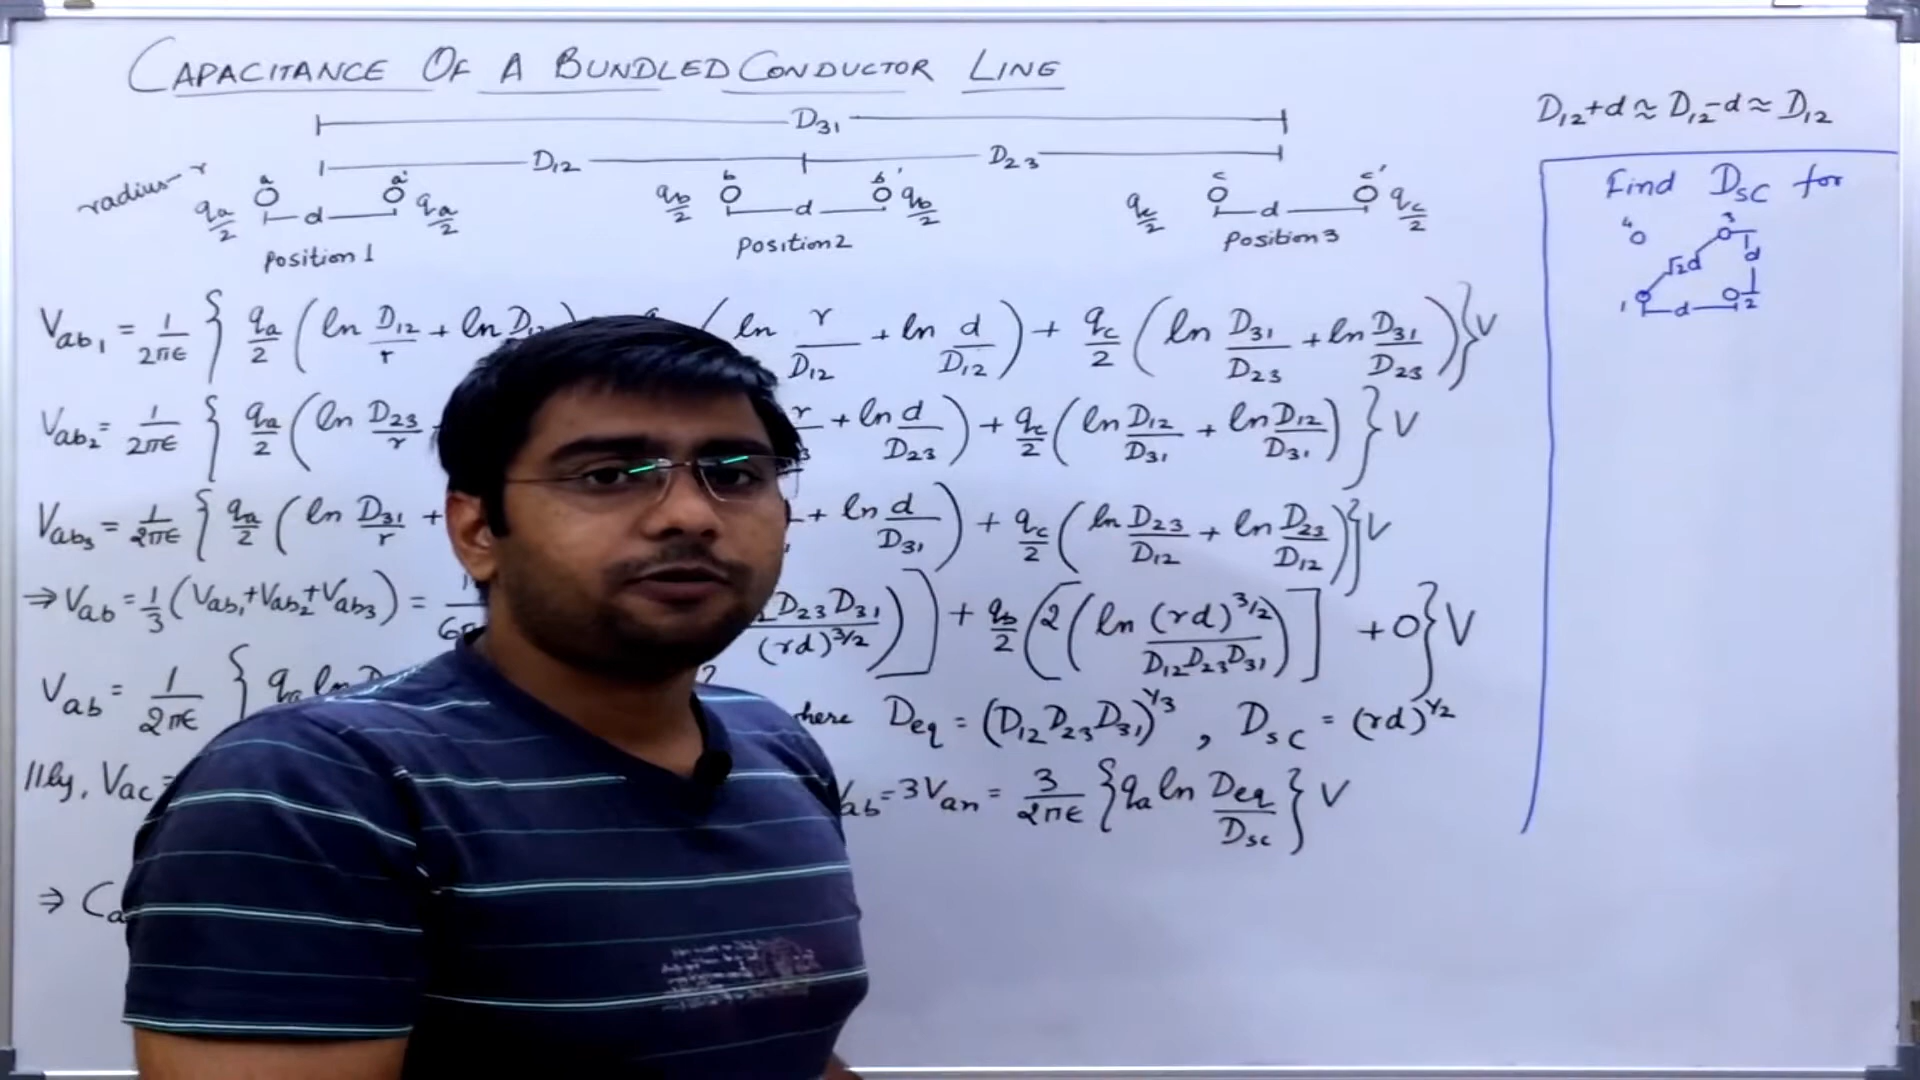 CAPACITANCE OF A BUNDLED CONDUCTOR LINE
D₃₁
D₁₂ D₂₃
radius-r
a a' b b' c c'
qa/2 qa/2 qb/2 qb/2 qc/2 qc/2
d d d
Position 1 Position 2 Position 3
Vab₁ = 1/2πϵ { qa/2 (ln D₁₂/r + ln D₁₂ (ln r/D₁₂ + ln d/D₁₂) + qc/2 (ln D₃₁/D₂₃ + ln D₃₁/D₂₃)} V
Vab₂ = 1/2πϵ { qa/2 (ln D₂₃/r r + ln d/D₂₃) + qc/2 (ln D₁₂/D₃₁ + ln D₁₂/D₃₁) } V
Vab₃ = 1/2πϵ { qa/2 (ln D₃₁/r + + ln d/D₃₁) + qc/2 (ln D₂₃/D₁₂ + ln D₂₃/D₁₂)} V
⇒ Vab = 1/3 (Vab₁+Vab₂+Vab₃) = D₂₃D₃₁/(rd)^3/2)] + qb/2 [2 (ln (rd)^3/2/D₁₂D₂₃D₃₁)] + 0} V
Vab = 1/2πϵ { qa ln Deq = (D₁₂D₂₃D₃₁)^1/3 , Dsc = (rd)^1/2
||ly, Vac = = 3Van = 3/2πϵ {qa ln Deq/Dsc} V
⇒
D₁₂+d ≈ D₁₂-d ≈ D₁₂
Find Dsc for
4 3
√2d d
1 d 2